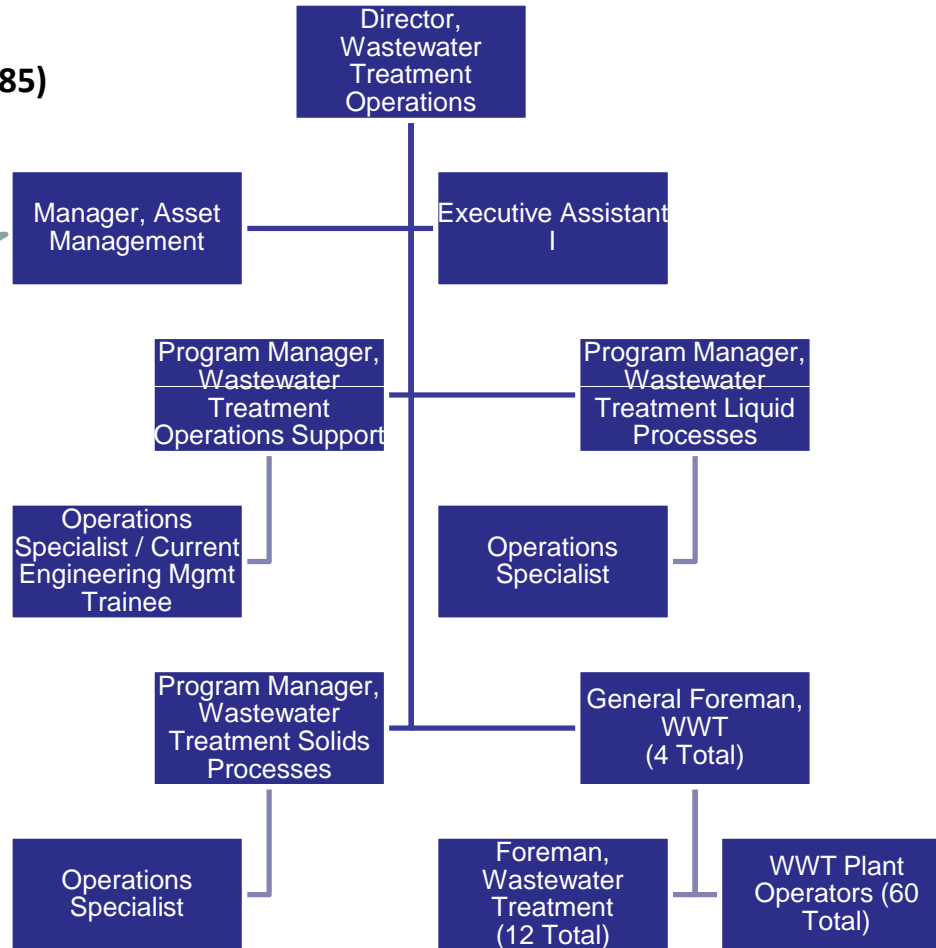 Director,
Wastewater
Treatment
Operations
85)
Manager, Asset
Management
Executive Assistant
I
Program Manager,
Wastewater
Treatment
Operations Support
Program Manager,
Wastewater
Treatment Liquid
Processes
Operations
Specialist / Current
Engineering Mgmt
Trainee
Operations
Specialist
Program Manager,
Wastewater
Treatment Solids
Processes
General Foreman,
WWT
(4 Total)
Operations
Specialist
Foreman,
Wastewater
Treatment
(12 Total)
WWT Plant
Operators (60
Total)